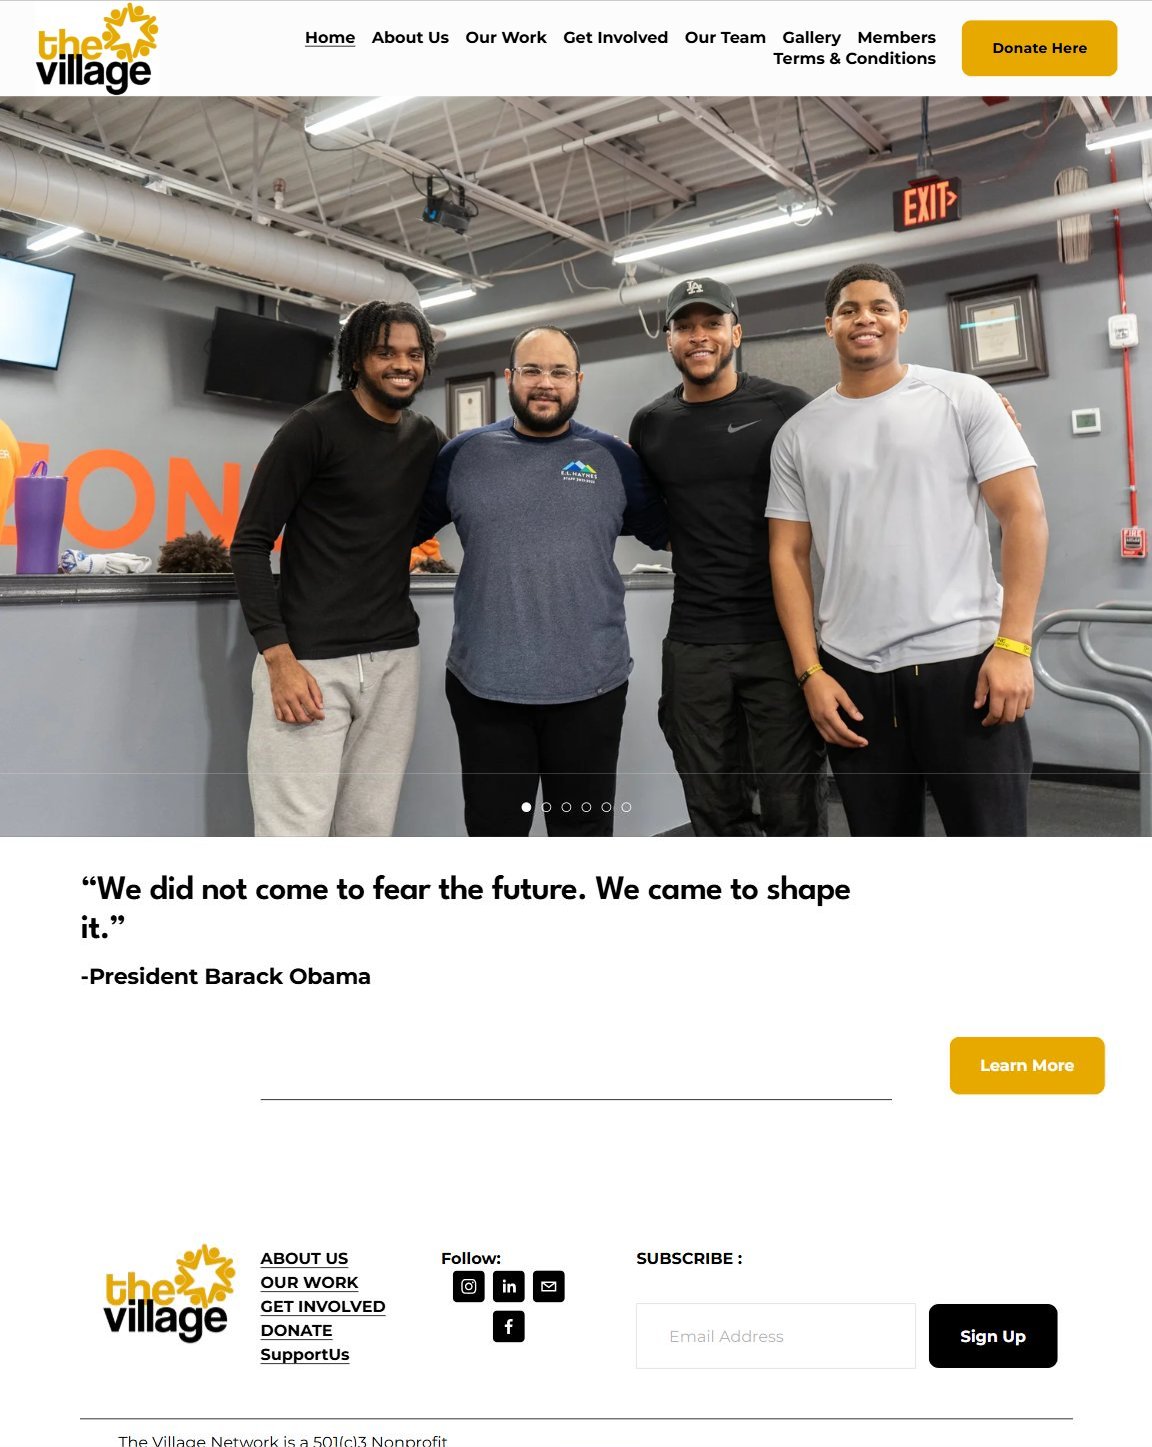 the
village
Home About Us Our Work Get Involved Our Team Gallery Members
Terms & Conditions
Donate Here
EXIT
LA
ON
E.L. HAYNES
“We did not come to fear the future. We came to shape
it.”
-President Barack Obama
Learn More
the
village
ABOUT US
OUR WORK
GET INVOLVED
DONATE
SupportUs
Follow:
SUBSCRIBE :
Email Address
Sign Up
The Village Network is a 501(c)3 Nonprofit